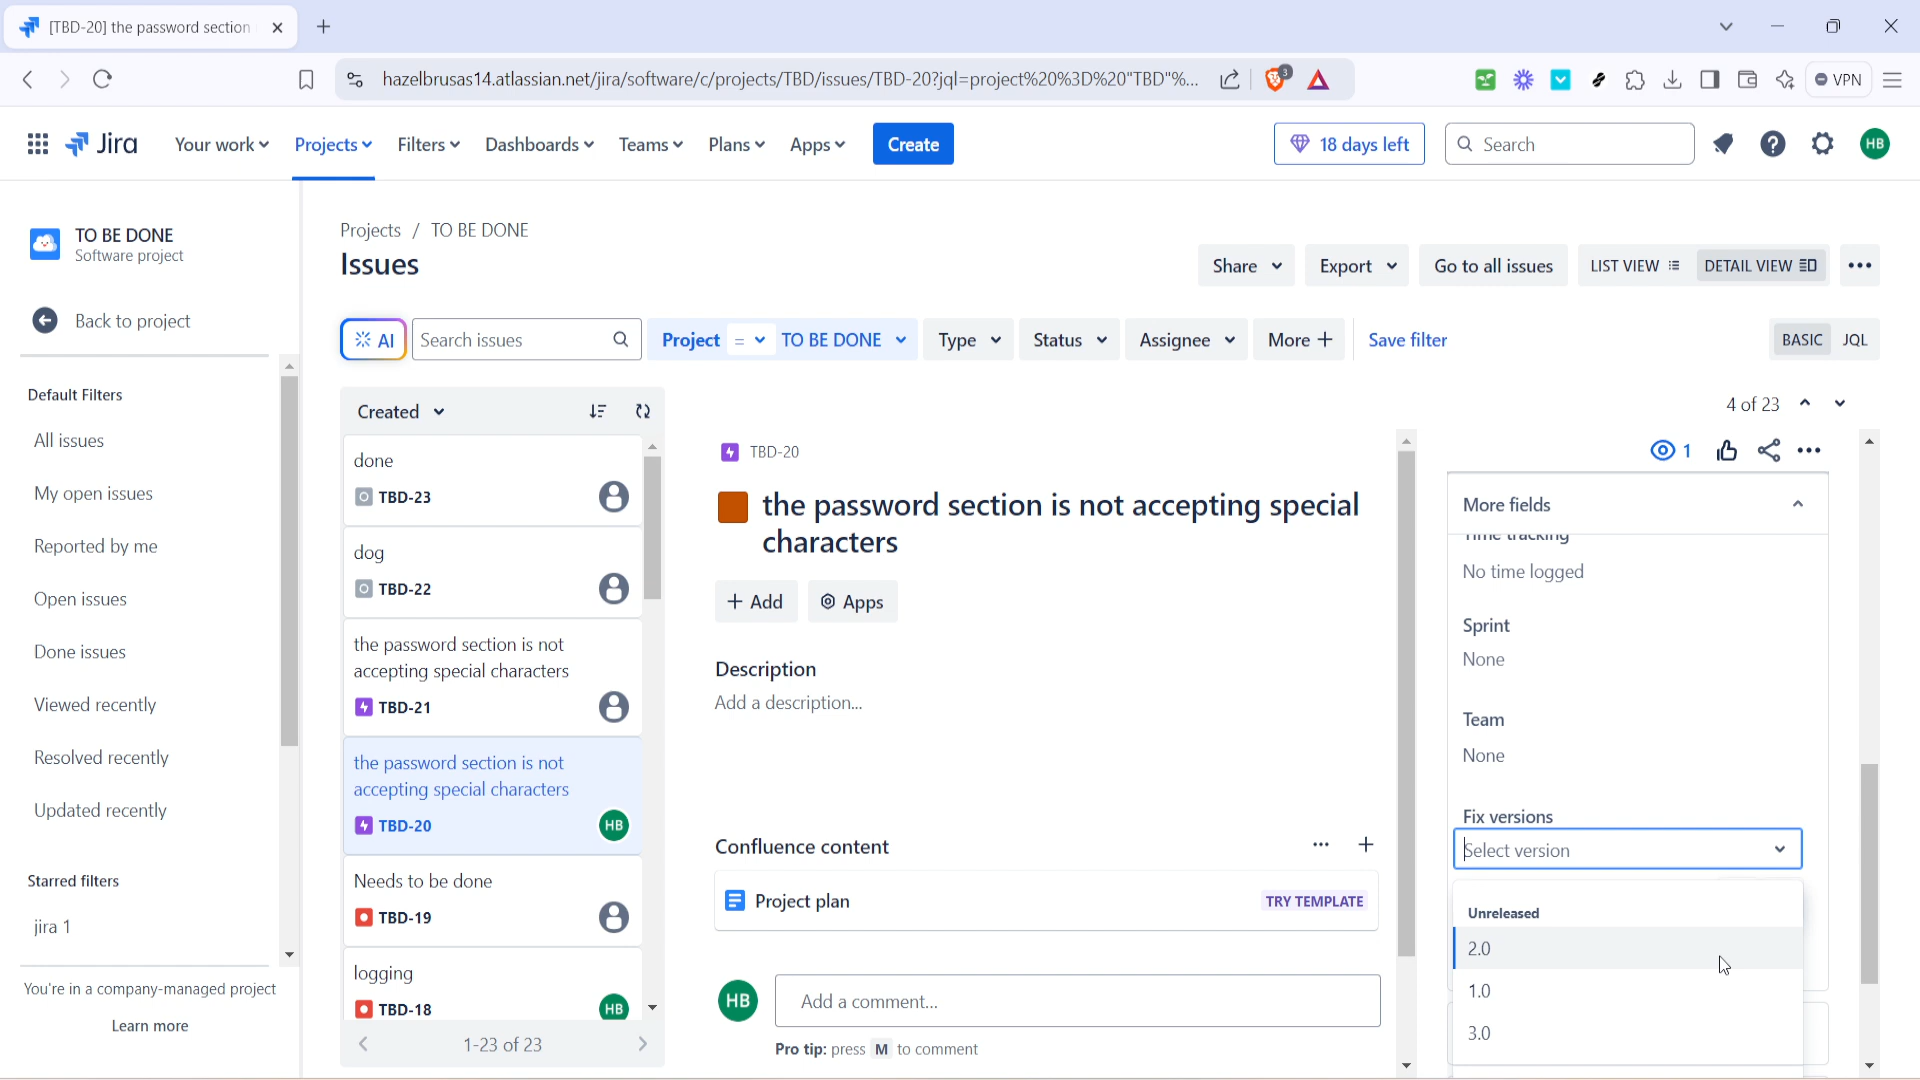 [TBD-20] the password section
hazelbrusas14.atlassian.net/jira/software/c/projects/TBD/issues/TBD-20?jql=project%20%3D%20"TBD"%...
3
VPN
Jira
Your work
Projects
Filters
Dashboards
Teams
Plans
Apps
Create
18 days left
Search
HB
TO BE DONE
Software project
Back to project
Default Filters
All issues
My open issues
Reported by me
Open issues
Done issues
Viewed recently
Resolved recently
Updated recently
Starred filters
jira 1
You're in a company-managed project
Learn more
Projects / TO BE DONE
Issues
Share
Export
Go to all issues
LIST VIEW
DETAIL VIEW
AI
Search issues
Project = TO BE DONE
Type
Status
Assignee
More +
Save filter
BASIC
JQL
Created
done
TBD-23
dog
TBD-22
the password section is not
accepting special characters
TBD-21
the password section is not
accepting special characters
TBD-20
HB
Needs to be done
TBD-19
logging
TBD-18
HB
1-23 of 23
4 of 23
TBD-20
the password section is not accepting special
characters
+ Add
Apps
Description
Add a description...
Confluence content
Project plan
TRY TEMPLATE
HB
Add a comment...
Pro tip: press M to comment
1
More fields
Time tracking
No time logged
Sprint
None
Team
None
Fix versions
Select version
Unreleased
2.0
1.0
3.0